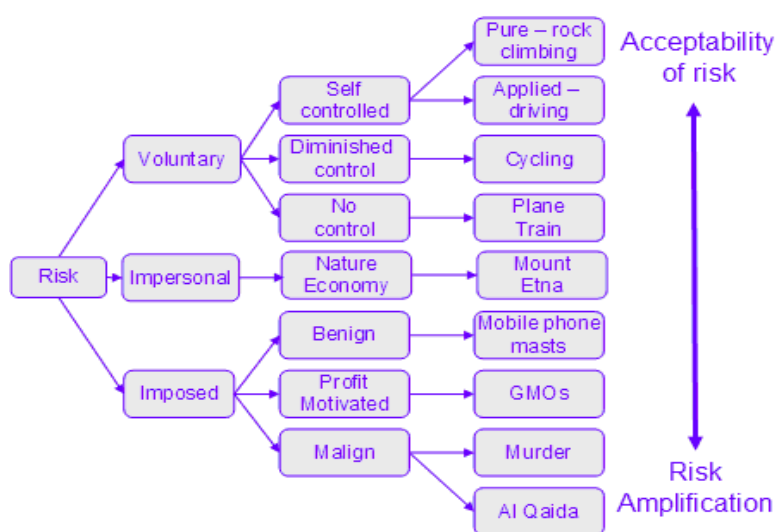 Pure – rock
climbing
Acceptability
of risk
Self
controlled
Applied –
driving
Voluntary
Diminished
control
Cycling
No
control
Plane
Train
Risk
Impersonal
Nature
Economy
Mount
Etna
Benign
Mobile phone
masts
Imposed
Profit
Motivated
GMOs
Malign
Murder
Risk
Amplification
Al Qaida